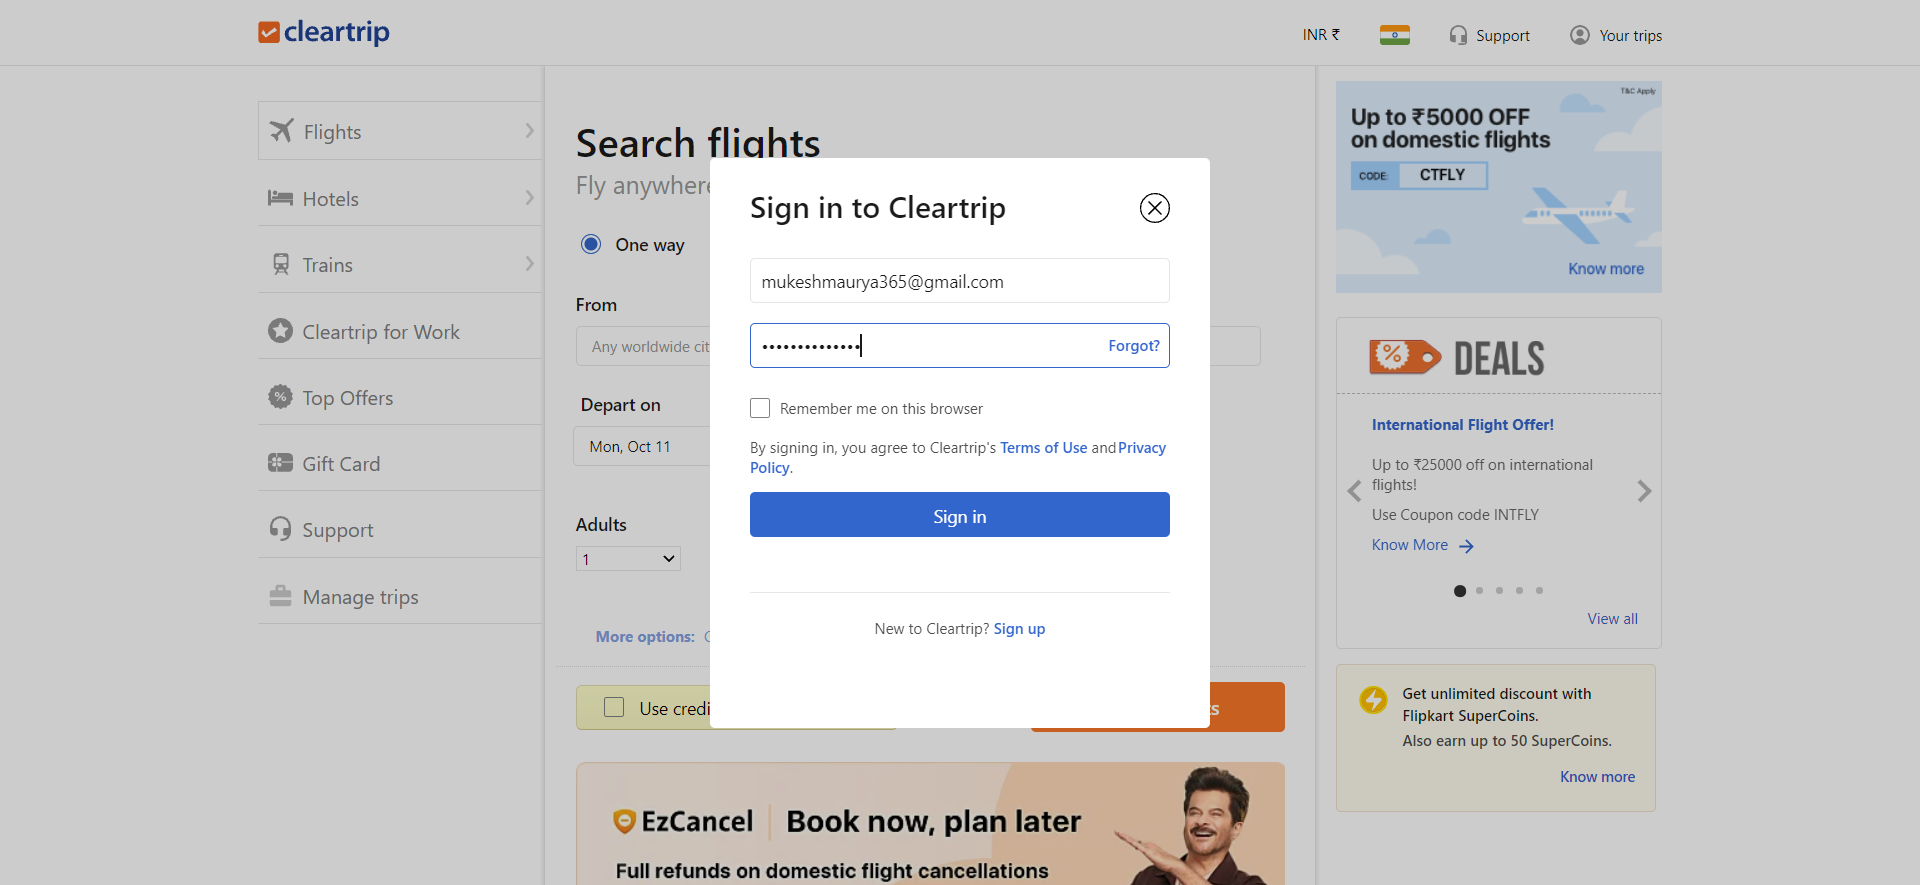 cleartrip
INR ₹
Support
Your trips
Flights
Hotels
Trains
Cleartrip for Work
Top Offers
Gift Card
Support
Manage trips
Search flights
Fly anywhere
One way
From
Any worldwide cit
Depart on
Mon, Oct 11
Adults
1
More options:
Use credi
s
Sign in to Cleartrip
mukeshmaurya365@gmail.com
••••••••••••••
Forgot?
Remember me on this browser
By signing in, you agree to Cleartrip's Terms of Use and Privacy
Policy.
Sign in
New to Cleartrip? Sign up
EzCancel
Book now, plan later
Full refunds on domestic flight cancellations
T&C Apply
Up to ₹5000 OFF
on domestic flights
CODE: CTFLY
Know more
% DEALS
International Flight Offer!
Up to ₹25000 off on international
flights!
Use Coupon code INTFLY
Know More
View all
Get unlimited discount with
Flipkart SuperCoins.
Also earn up to 50 SuperCoins.
Know more